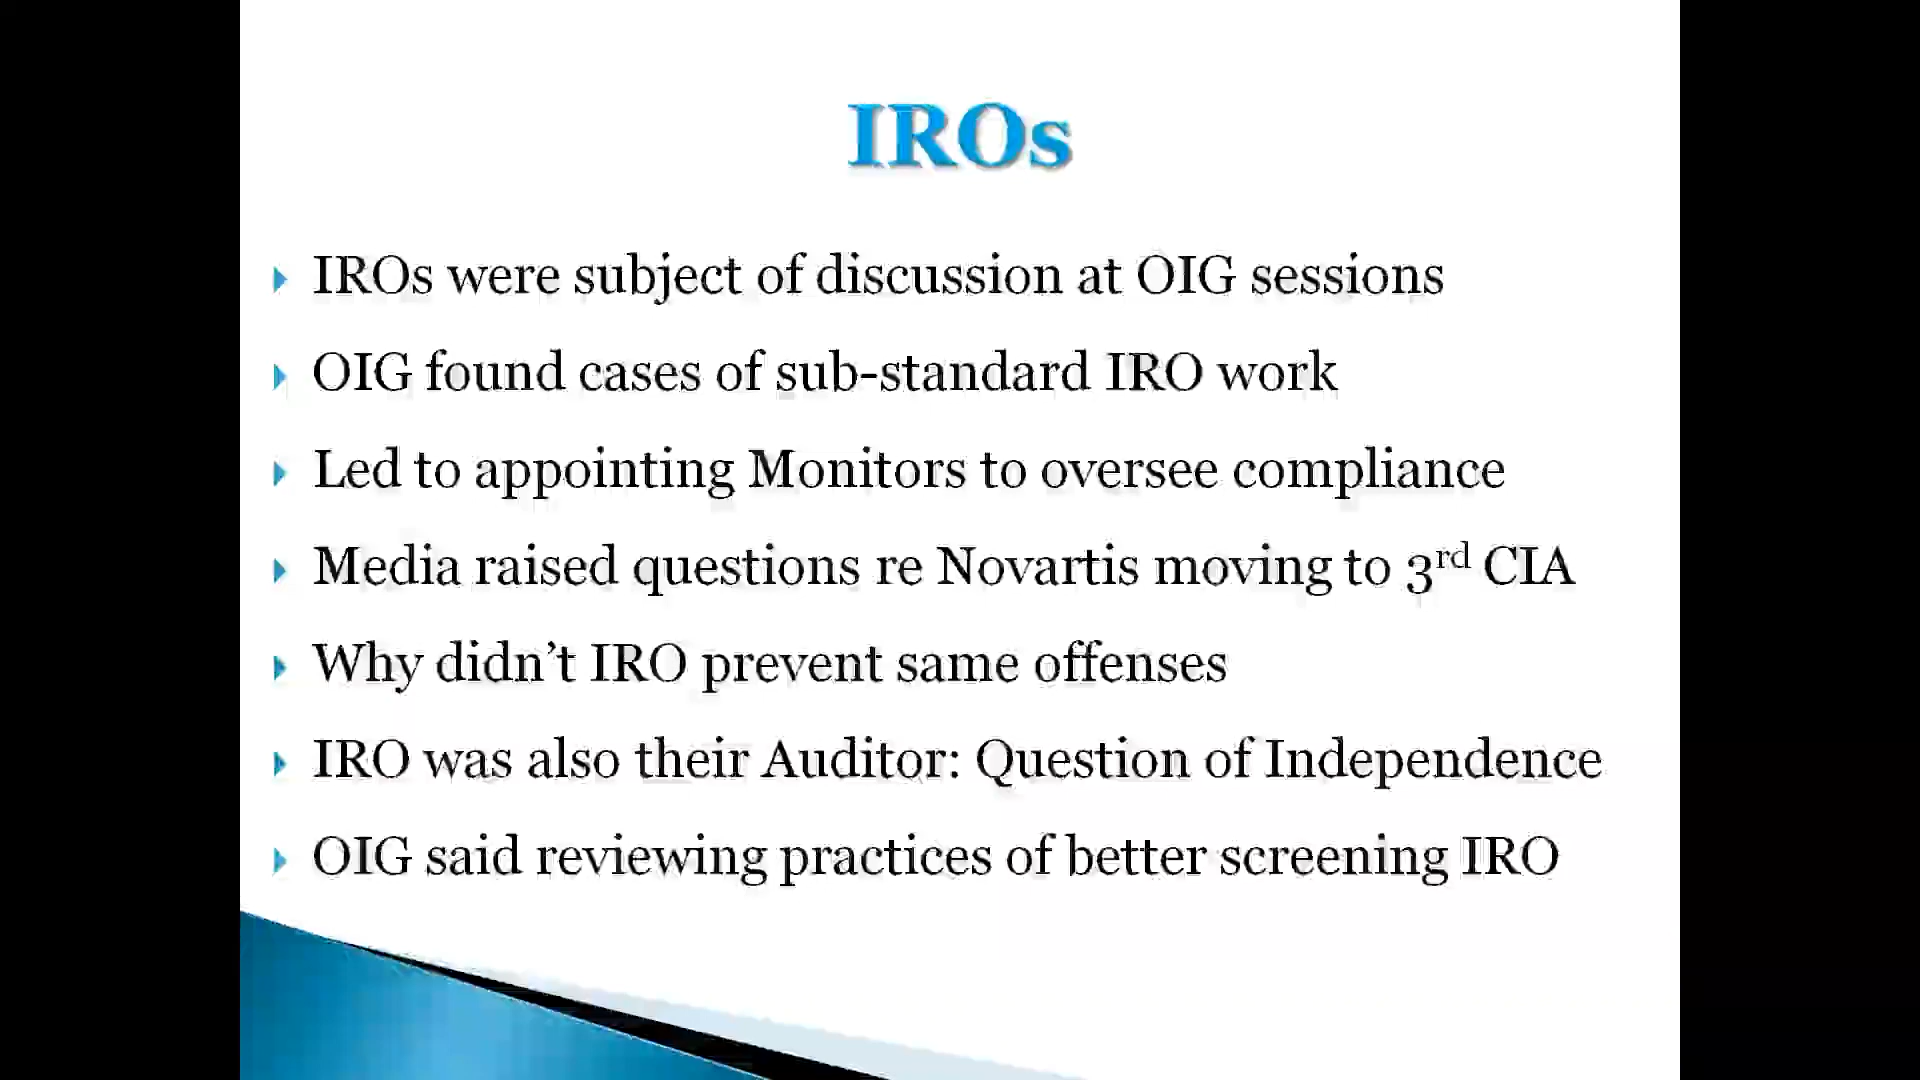 IROs
IROs were subject of discussion at OIG sessions
OIG found cases of sub-standard IRO work
Led to appointing Monitors to oversee compliance
Media raised questions re Novartis moving to 3rd CIA
Why didn’t IRO prevent same offenses
IRO was also their Auditor: Question of Independence
OIG said reviewing practices of better screening IRO